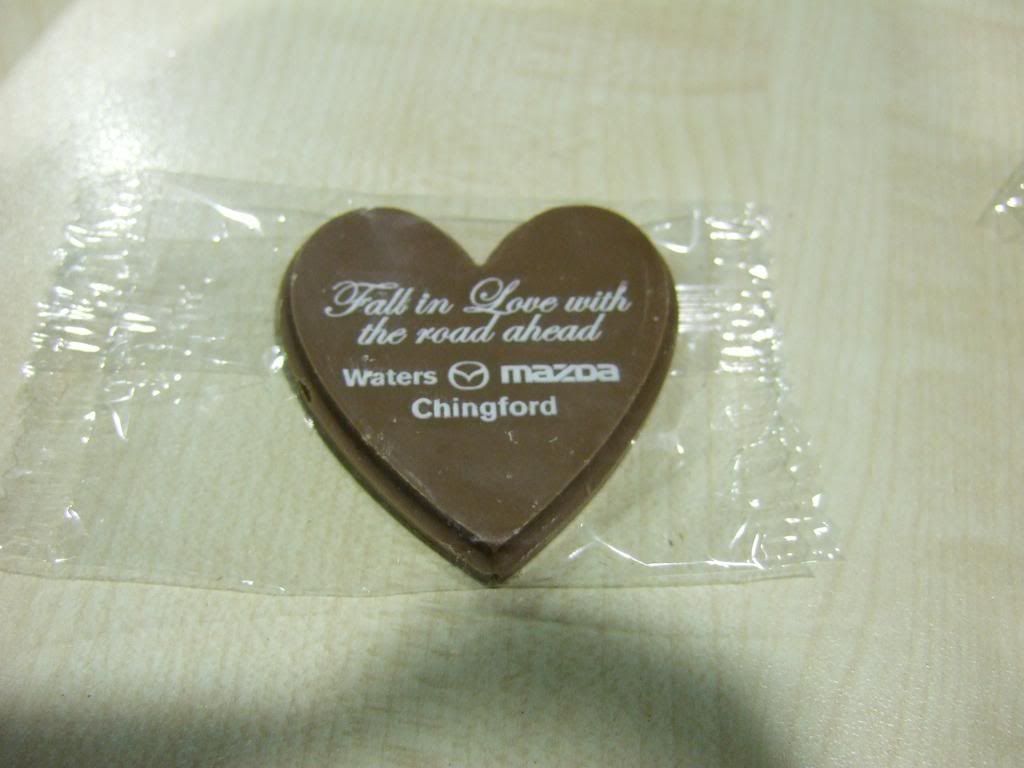 Fall in Love with
the road ahead
Waters mazda
Chingford